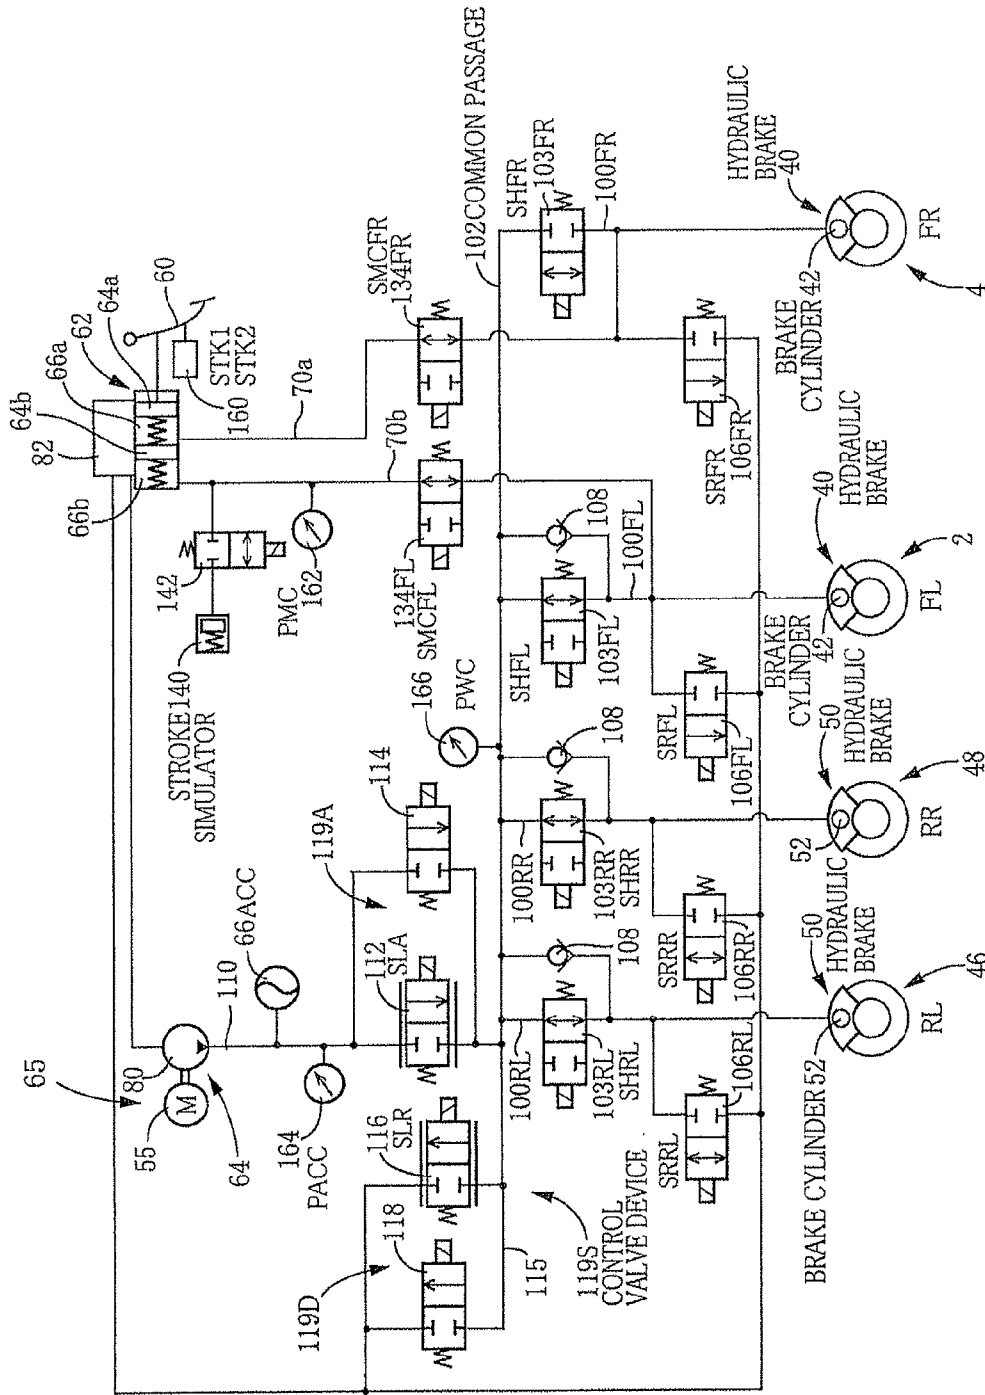 65
80
55
M
64
110
66ACC
164
PACC
119D
118
116
SLR
112
SLA
119A
114
115
119S
CONTROL
VALVE DEVICE
STROKE 140
SIMULATOR
142
PMC
162
66b
82
64b
66a
62
64a
60
160
STK1
STK2
70a
70b
134FL
SMCFL
SMCFR
134FR
166
PWC
102COMMON PASSAGE
100RL
103RL
SHRL
108
100RR
103RR
SHRR
108
SHFL
103FL
108
100FL
SHFR
103FR
100FR
SRRL
106RL
SRRR
106RR
SRFL
106FL
SRFR
106FR
BRAKE CYLINDER 52
50
HYDRAULIC
BRAKE
RL
46
52
50
HYDRAULIC
BRAKE
RR
48
BRAKE
CYLINDER
42
40
HYDRAULIC
BRAKE
FL
2
BRAKE
CYLINDER 42
HYDRAULIC
BRAKE
40
FR
4